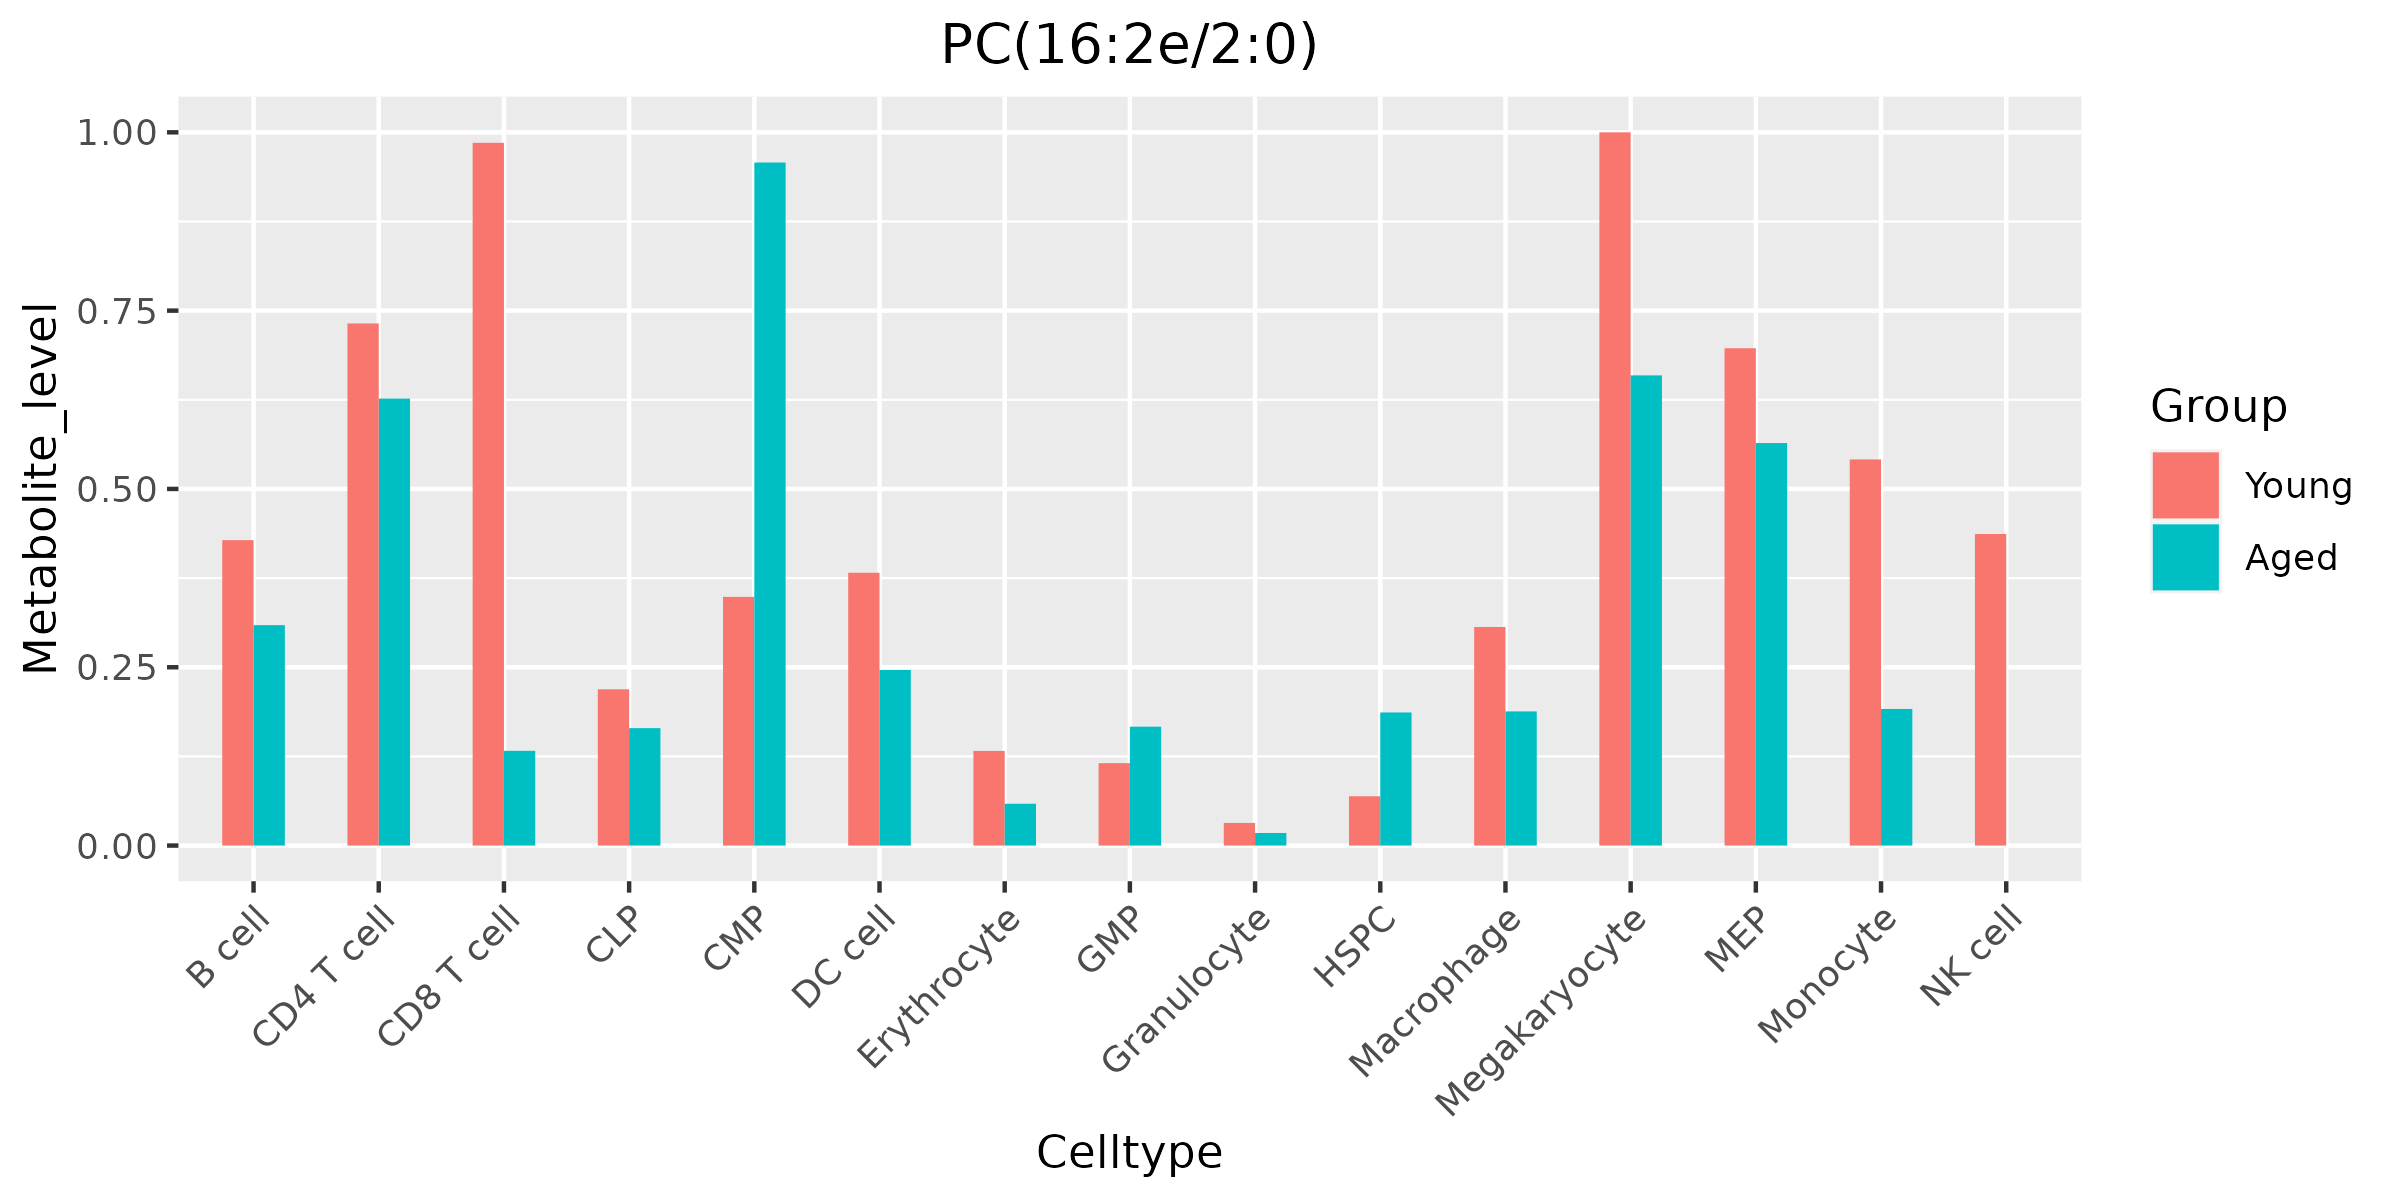 PC(16:2e/2:0)
Metabolite_level
1.00
0.75
0.50
0.25
0.00
B cell
CD4 T cell
CD8 T cell
CLP
CMP
DC cell
Erythrocyte
GMP
Granulocyte
HSPC
Macrophage
Megakaryocyte
MEP
Monocyte
NK cell
Celltype
Group
Young
Aged